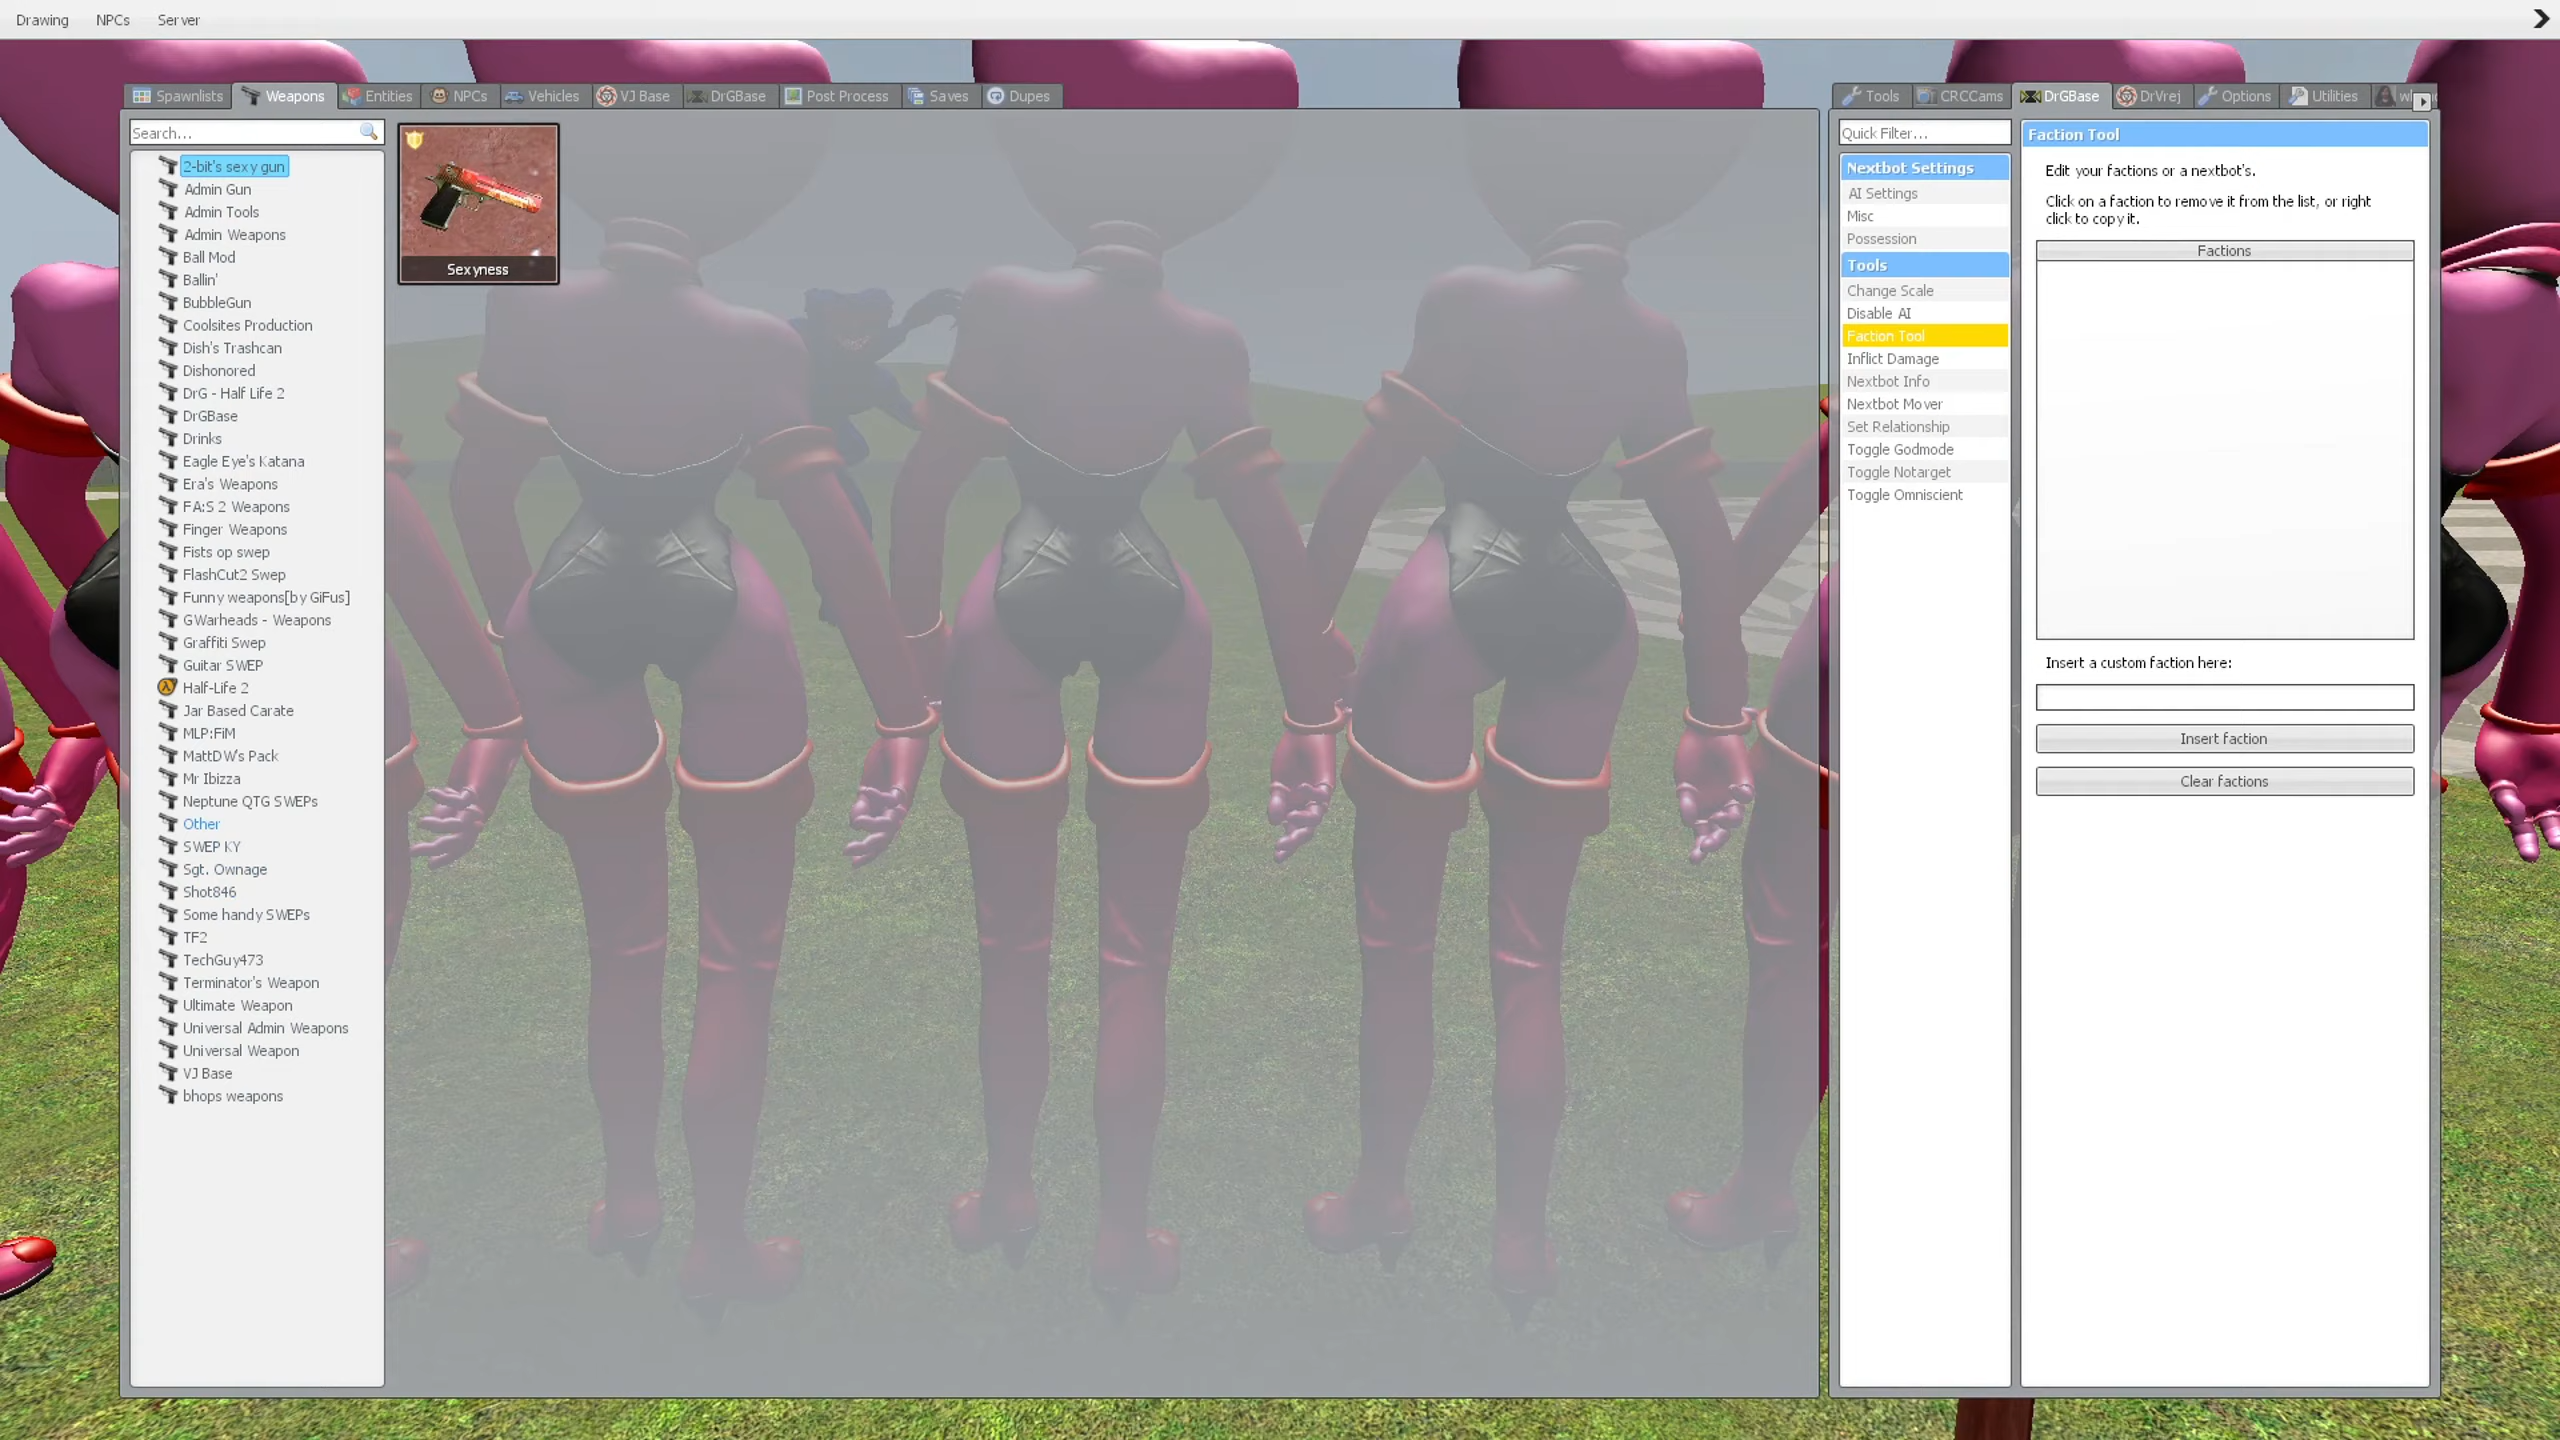 Drawing NPCs Server
Spawnlists Weapons Entities NPCs Vehicles VJ Base DrGBase Post Process Saves Dupes
Search...
2-bit's sexy gun
Admin Gun
Admin Tools
Admin Weapons
Ball Mod
Ballin'
BubbleGun
Coolsites Production
Dish's Trashcan
Dishonored
DrG - Half Life 2
DrGBase
Drinks
Eagle Eye's Katana
Era's Weapons
FA:S 2 Weapons
Finger Weapons
Fists op swep
FlashCut2 Swep
Funny weapons[by GiFus]
GWarheads - Weapons
Graffiti Swep
Guitar SWEP
Half-Life 2
Jar Based Carate
MLP:FiM
MattDW's Pack
Mr Ibizza
Neptune QTG SWEPs
Other
SWEP KY
Sgt. Ownage
Shot846
Some handy SWEPs
TF2
TechGuy473
Terminator's Weapon
Ultimate Weapon
Universal Admin Weapons
Universal Weapon
VJ Base
bhops weapons
Sexyness
Tools CRCCams DrGBase DrVrej Options Utilities
Quick Filter...
Nextbot Settings
AI Settings
Misc
Possession
Tools
Change Scale
Disable AI
Faction Tool
Inflict Damage
Nextbot Info
Nextbot Mover
Set Relationship
Toggle Godmode
Toggle Notarget
Toggle Omniscient
Faction Tool
Edit your factions or a nextbot's.
Click on a faction to remove it from the list, or right
click to copy it.
Factions
Insert a custom faction here:
Insert faction
Clear factions